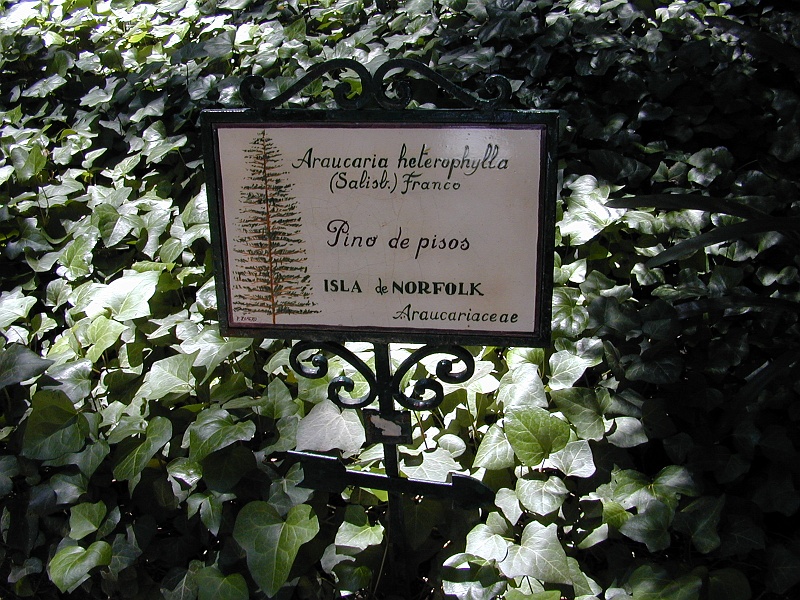 Araucaria heterophylla
(Salisb.) Franco
Pino de pisos
ISLA de NORFOLK
Araucariaceae